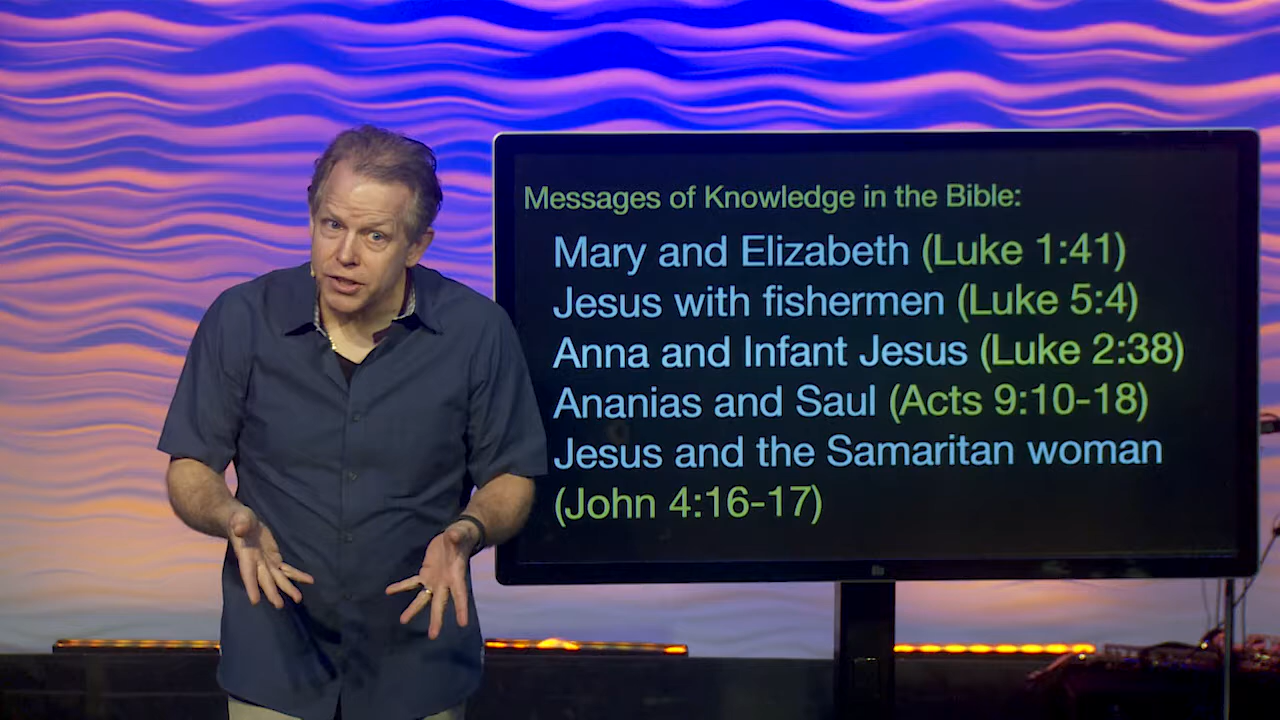 Messages of Knowledge in the Bible:
Mary and Elizabeth (Luke 1:41)
Jesus with fishermen (Luke 5:4)
Anna and Infant Jesus (Luke 2:38)
Ananias and Saul (Acts 9:10-18)
Jesus and the Samaritan woman
(John 4:16-17)